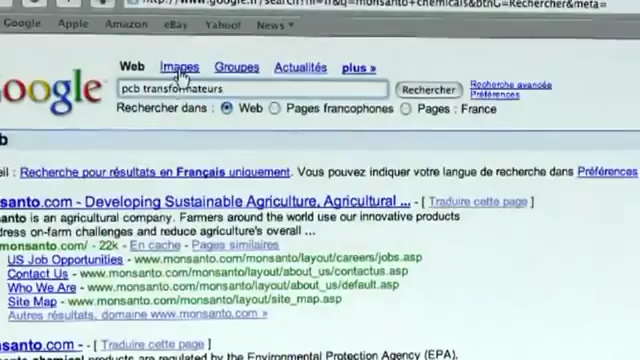 Google Apple Amazon eBay Yahoo! News
Web Images Groupes Actualités plus »
Google
pcb transformateurs
Rechercher
Recherche avancée
Préférences
Rechercher dans : Web Pages francophones Pages : France
b
eil : Recherche pour résultats en Français uniquement. Vous pouvez indiquer votre langue de recherche dans Préférences
santo.com - Developing Sustainable Agriculture, Agricultural ... - [ Traduire cette page ]
santo is an agricultural company. Farmers around the world use our innovative products
dress on-farm challenges and reduce agriculture's overall ...
monsanto.com/ - 22k - En cache - Pages similaires
US Job Opportunities - www.monsanto.com/monsanto/layout/careers/jobs.asp
Contact Us - www.monsanto.com/monsanto/layout/about_us/contactus.asp
Who We Are - www.monsanto.com/monsanto/layout/about_us/default.asp
Site Map - www.monsanto.com/monsanto/layout/site_map.asp
Autres résultats, domaine www.monsanto.com »
santo.com - - [ Traduire cette page ]
santo chemical products are regulated by the Environmental Protection Agency (EPA),